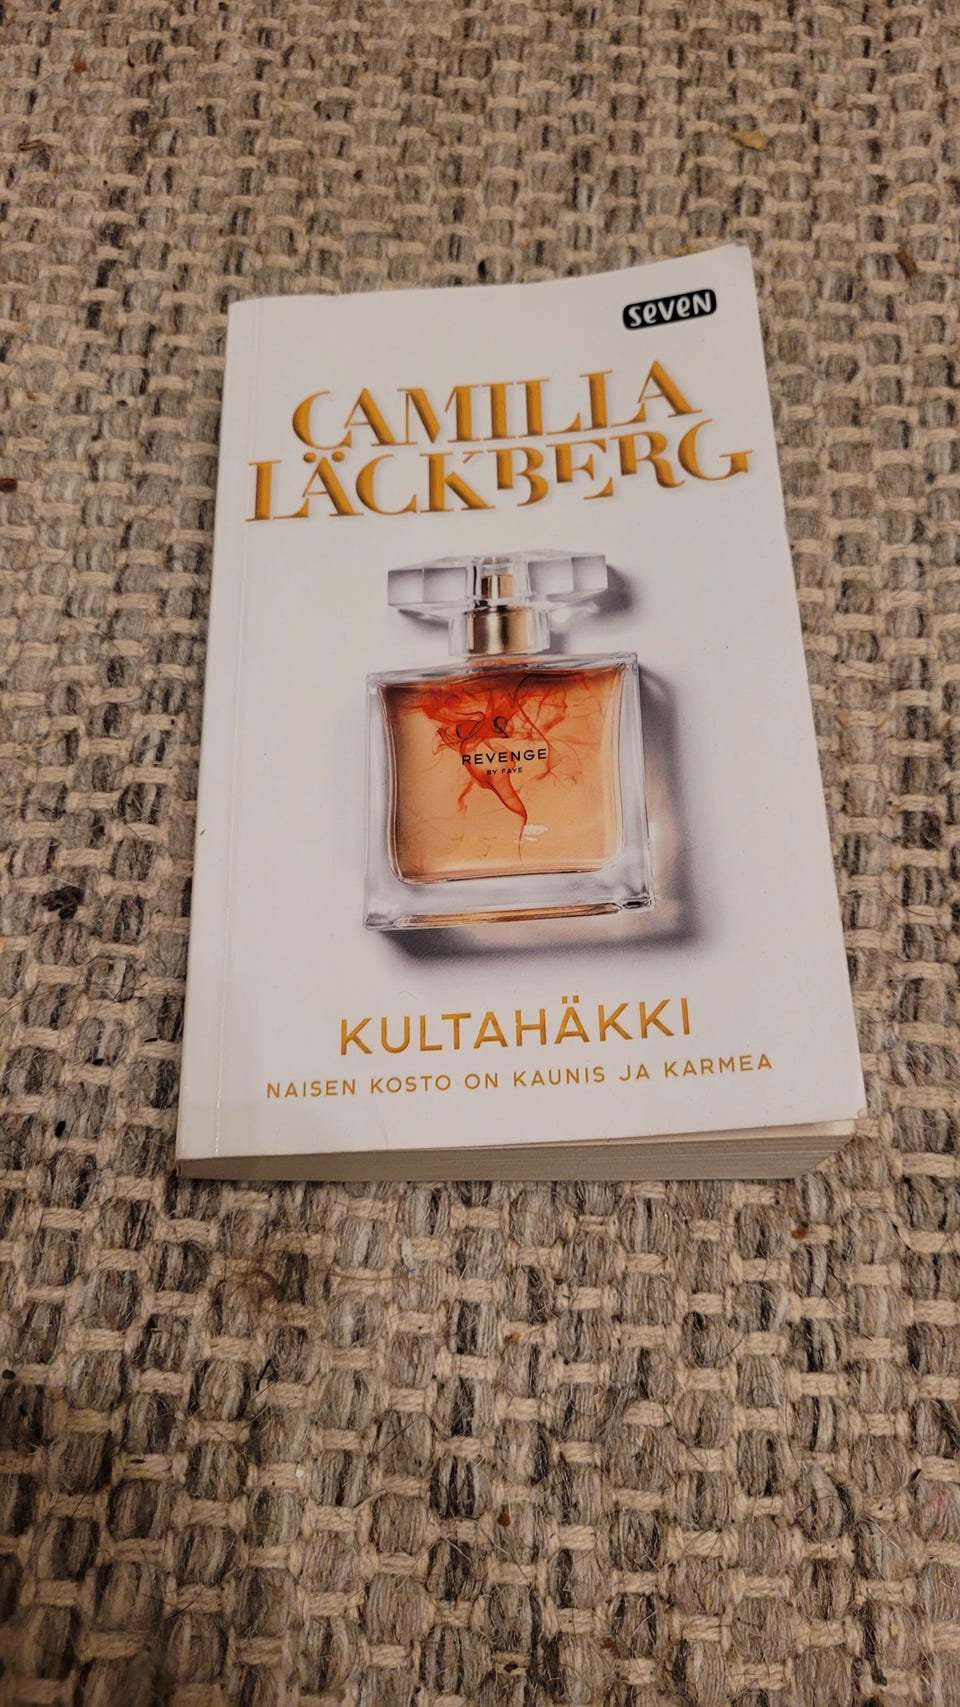 seveN
CAMILLA
LÄCKBERG
REVENGE
BY FAYE
KULTAHÄKKI
NAISEN KOSTO ON KAUNIS JA KARMEA